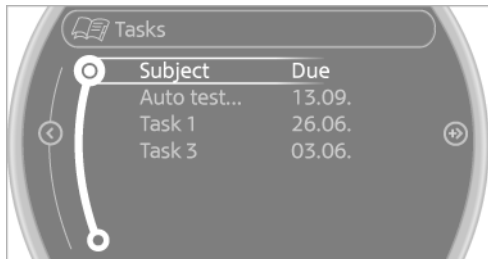 Tasks
Subject Due
Auto test... 13.09.
Task 1 26.06.
Task 3 03.06.